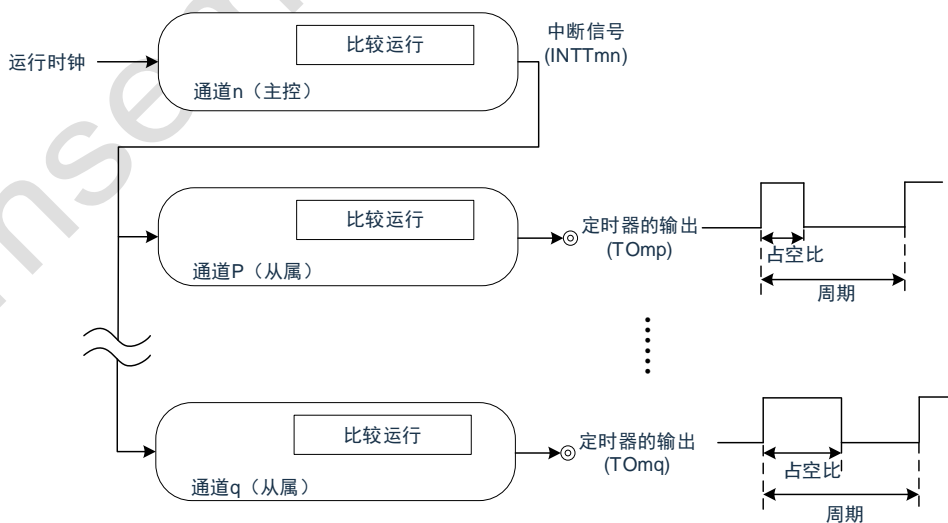 运行时钟
比较运行
通道n（主控）
中断信号
(INTTmn)
比较运行
通道P（从属）
定时器的输出
(TOmp)
占空比
周期
比较运行
通道q（从属）
定时器的输出
(TOmq)
占空比
周期